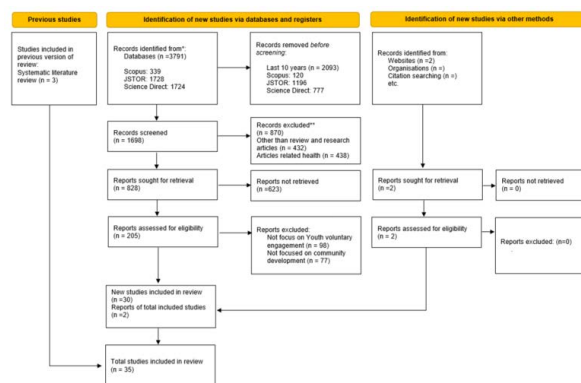 Previous studies
Identification of new studies via databases and registers
Identification of new studies via other methods
Studies included in
previous version of
review:
Systematic literature
review (n = 3)
Records identified from*:
Databases (n =3791)
Scopus: 339
JSTOR: 1728
Science Direct: 1724
Records removed before
screening:
Last 10 years (n = 2093)
Scopus: 120
JSTOR: 1196
Science Direct: 777
Records identified from:
Websites (n =2)
Organisations (n =)
Citation searching (n =)
etc.
Records screened
(n = 1698)
Records excluded**
(n = 870)
Other than review and research
articles (n = 432)
Articles related health (n = 438)
Reports sought for retrieval
(n = 828)
Reports not retrieved
(n =623)
Reports sought for retrieval
(n =2)
Reports not retrieved
(n = 0)
Reports assessed for eligibility
(n = 205)
Reports excluded:
Not focus on Youth voluntary
engagement (n = 98)
Not focused on community
development (n = 77)
Reports assessed for eligibility
(n = 2)
Reports excluded: (n=0)
New studies included in review
(n =30)
Reports of total included studies
(n =2)
Total studies included in review
(n = 35)